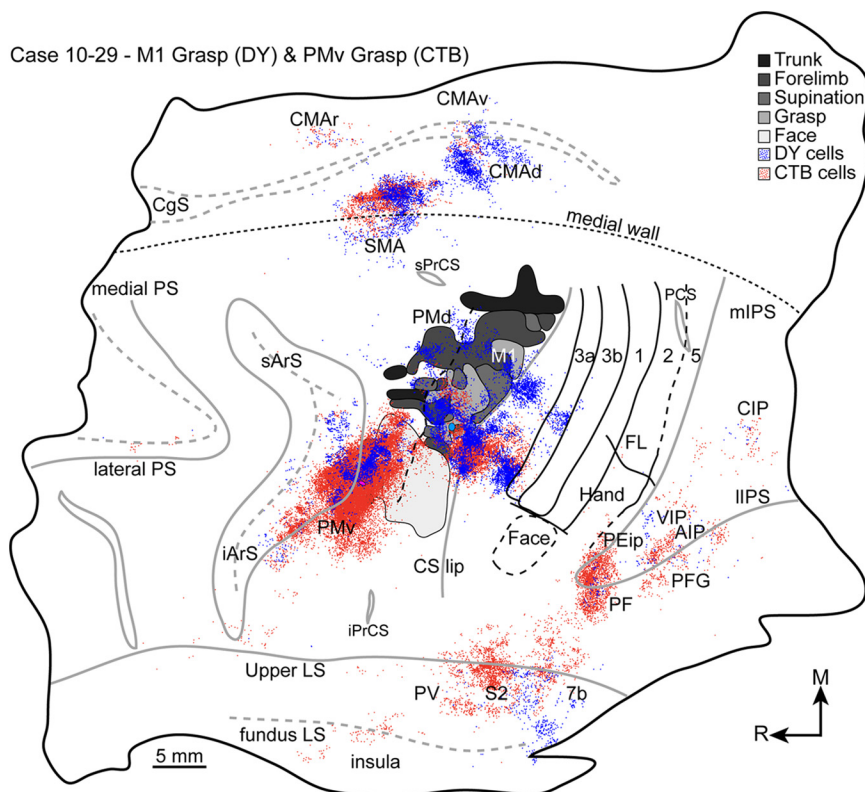 Case 10-29 - M1 Grasp (DY) & PMv Grasp (CTB)
Trunk
Forelimb
Supination
Grasp
Face
DY cells
CTB cells
CMAv
CMAr
CMAd
CgS
SMA
medial wall
sPrCS
medial PS
PCS
mIPS
PMd
sArS
M1
3a
3b
1
2
5
CIP
FL
lateral PS
lIPS
Hand
VIP
PMv
AIP
Face
PEip
iArS
CS lip
PFG
PF
iPrCS
Upper LS
PV
S2
7b
M
fundus LS
R
5 mm
insula